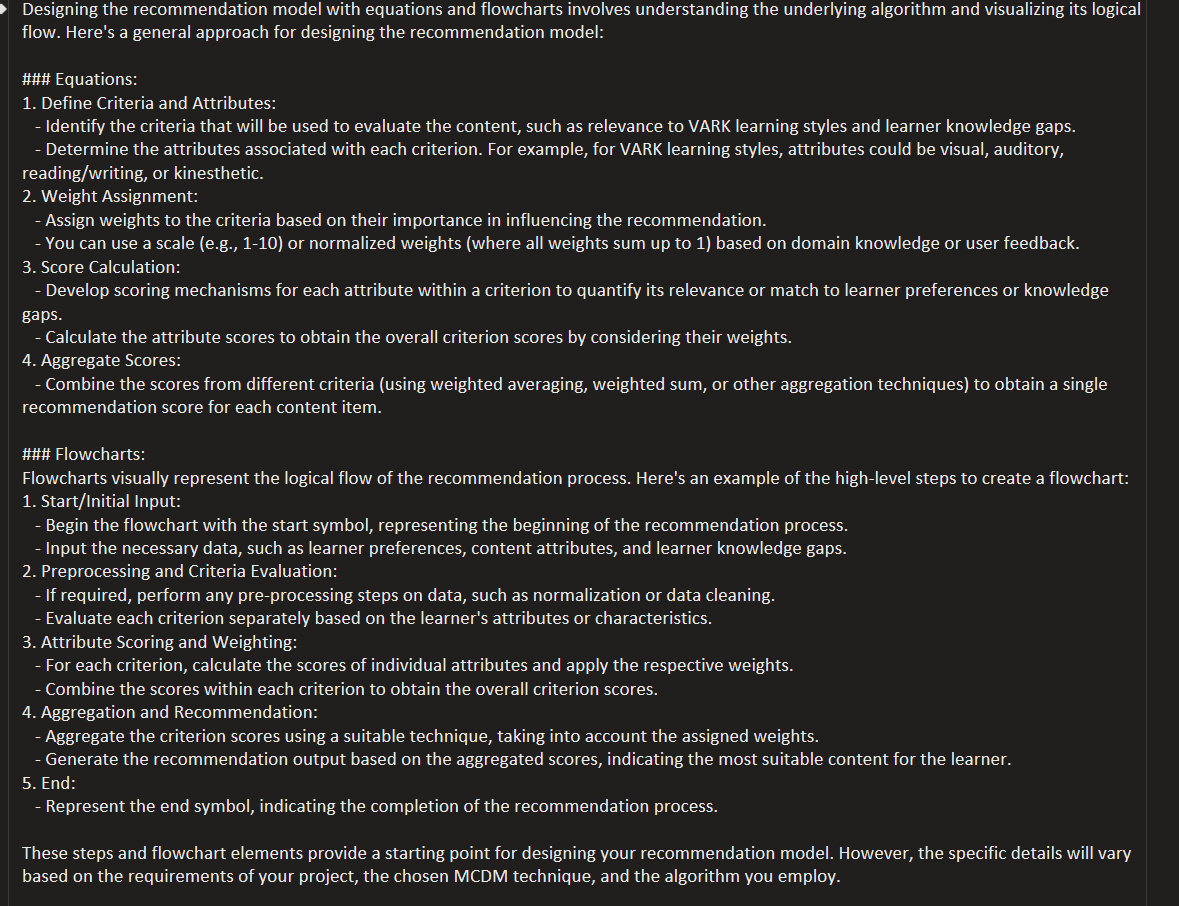 Designing the recommendation model with equations and flowcharts involves understanding the underlying algorithm and visualizing its logical
flow. Here's a general approach for designing the recommendation model:
### Equations:
1. Define Criteria and Attributes:
- Identify the criteria that will be used to evaluate the content, such as relevance to VARK learning styles and learner knowledge gaps.
- Determine the attributes associated with each criterion. For example, for VARK learning styles, attributes could be visual, auditory,
reading/writing, or kinesthetic.
2. Weight Assignment:
- Assign weights to the criteria based on their importance in influencing the recommendation.
- You can use a scale (e.g., 1-10) or normalized weights (where all weights sum up to 1) based on domain knowledge or user feedback.
3. Score Calculation:
- Develop scoring mechanisms for each attribute within a criterion to quantify its relevance or match to learner preferences or knowledge
gaps.
- Calculate the attribute scores to obtain the overall criterion scores by considering their weights.
4. Aggregate Scores:
- Combine the scores from different criteria (using weighted averaging, weighted sum, or other aggregation techniques) to obtain a single
recommendation score for each content item.
### Flowcharts:
Flowcharts visually represent the logical flow of the recommendation process. Here's an example of the high-level steps to create a flowchart:
1. Start/Initial Input:
- Begin the flowchart with the start symbol, representing the beginning of the recommendation process.
- Input the necessary data, such as learner preferences, content attributes, and learner knowledge gaps.
2. Preprocessing and Criteria Evaluation:
- If required, perform any pre-processing steps on data, such as normalization or data cleaning.
- Evaluate each criterion separately based on the learner's attributes or characteristics.
3. Attribute Scoring and Weighting:
- For each criterion, calculate the scores of individual attributes and apply the respective weights.
- Combine the scores within each criterion to obtain the overall criterion scores.
4. Aggregation and Recommendation:
- Aggregate the criterion scores using a suitable technique, taking into account the assigned weights.
- Generate the recommendation output based on the aggregated scores, indicating the most suitable content for the learner.
5. End:
- Represent the end symbol, indicating the completion of the recommendation process.
These steps and flowchart elements provide a starting point for designing your recommendation model. However, the specific details will vary
based on the requirements of your project, the chosen MCDM technique, and the algorithm you employ.